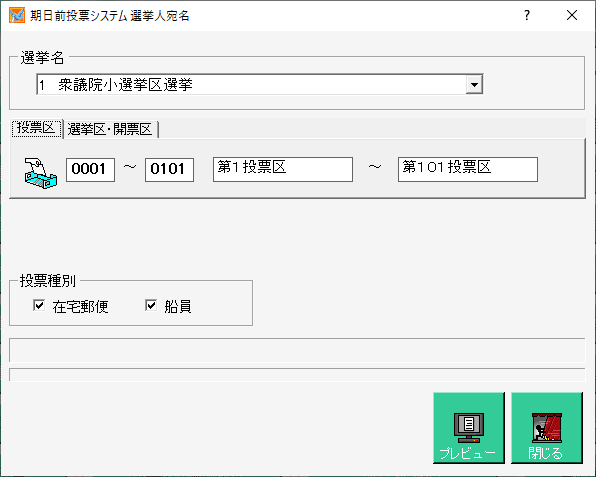 期日前投票システム 選挙人宛名
選挙名
1 衆議院小選挙区選挙
投票区 選挙区・開票区
0001 ～ 0101 第１投票区 ～ 第１０１投票区
投票種別
在宅郵便 船員
プレビュー 閉じる